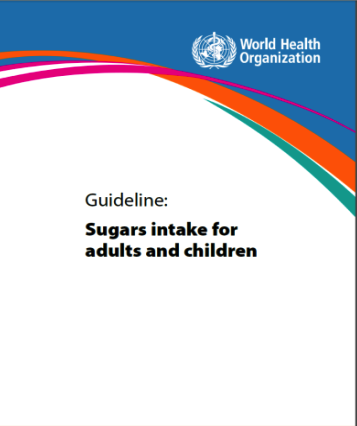 World Health
Organization
Guideline:
Sugars intake for
adults and children